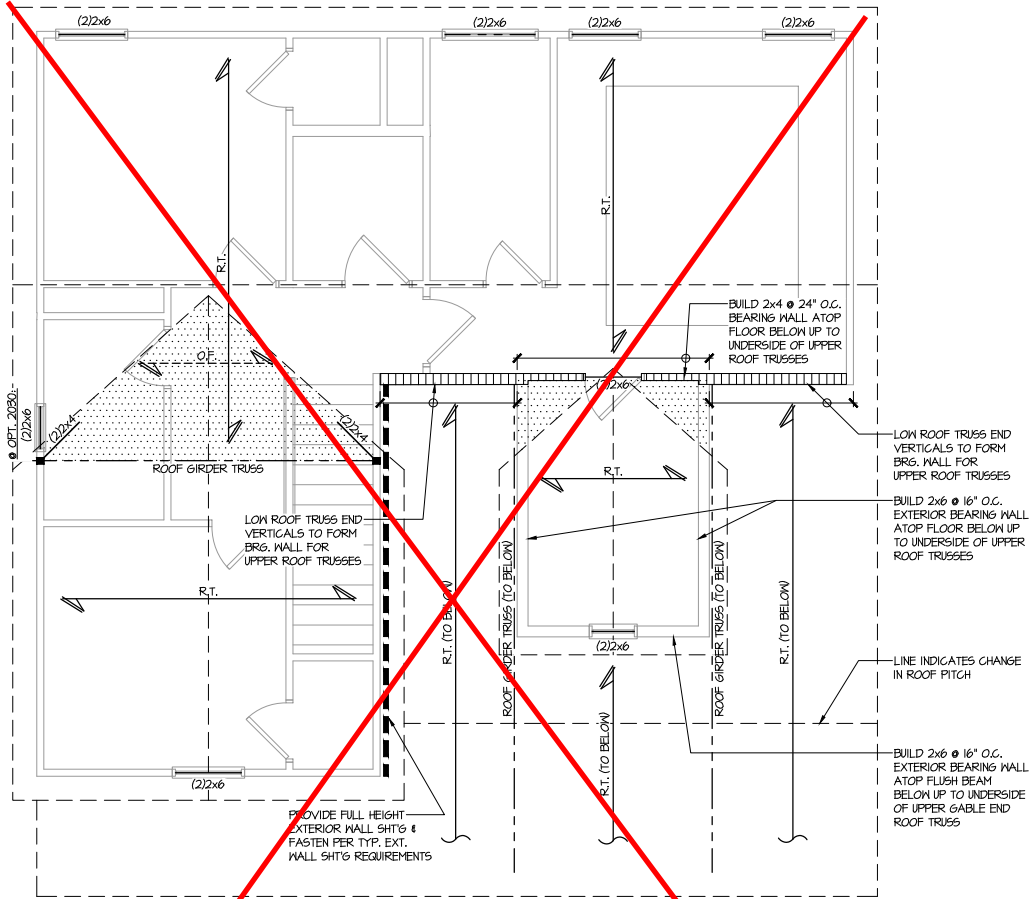 (2)2x6
(2)2x6
(2)2x6
(2)2x6
R.T.
R.T.
BUILD 2x4 @ 24" O.C.
BEARING WALL ATOP
FLOOR BELOW UP TO
UNDERSIDE OF UPPER
ROOF TRUSSES
O.F.
(2)2x6
@ OPT. 2030.
(2)2x6
(2)2x4
(2)2x4
ROOF GIRDER TRUSS
R.T.
LOW ROOF TRUSS END
VERTICALS TO FORM
BRG. WALL FOR
UPPER ROOF TRUSSES
LOW ROOF TRUSS END
VERTICALS TO FORM
BRG. WALL FOR
UPPER ROOF TRUSSES
BUILD 2x6 @ 16" O.C.
EXTERIOR BEARING WALL
ATOP FLOOR BELOW UP
TO UNDERSIDE OF UPPER
ROOF TRUSSES
R.T.
R.T. (TO BELOW)
ROOF GIRDER TRUSS (TO BELOW)
(2)2x6
ROOF GIRDER TRUSS (TO BELOW)
R.T. (TO BELOW)
R.T. (TO BELOW)
LINE INDICATES CHANGE
IN ROOF PITCH
(2)2x6
BUILD 2x6 @ 16" O.C.
EXTERIOR BEARING WALL
ATOP FLUSH BEAM
BELOW UP TO UNDERSIDE
OF UPPER GABLE END
ROOF TRUSS
PROVIDE FULL HEIGHT
EXTERIOR WALL SHT'G &
FASTEN PER TYP. EXT.
WALL SHT'G REQUIREMENTS